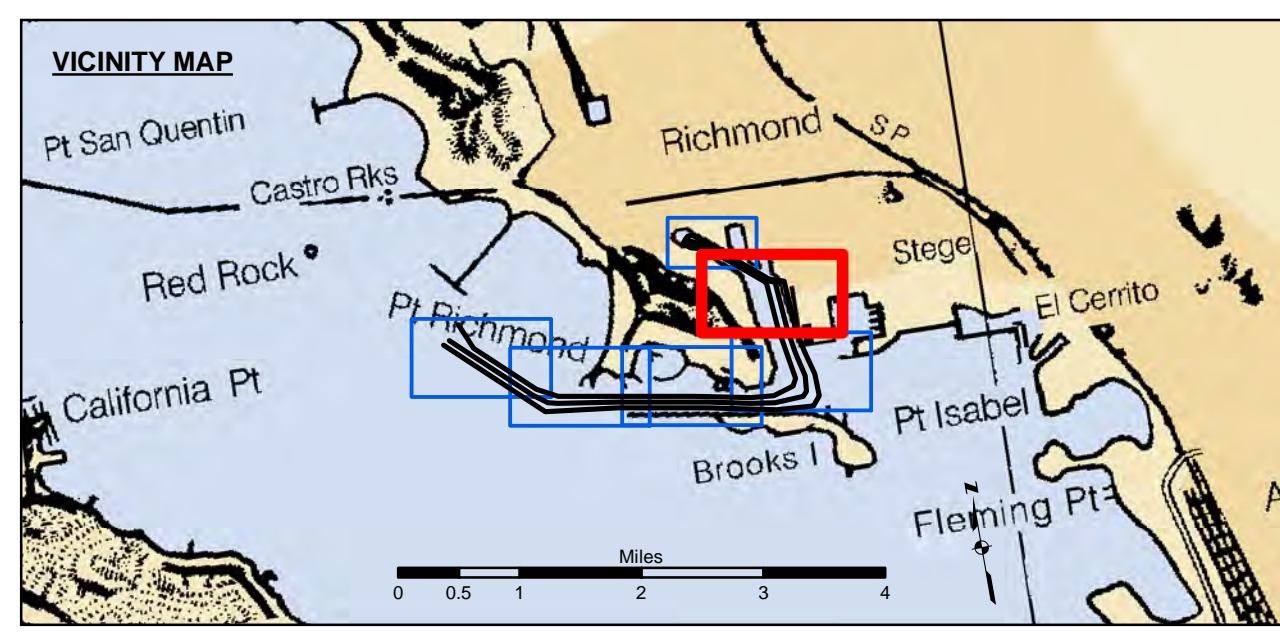 VICINITY MAP
Pt San Quentin
Richmond
SP
Castro Rks
Stege
Red Rock
El Cerrito
Pt Richmond
California Pt
Pt Isabel
Brooks I
N
Fleming Pt
A
Miles
0 0.5 1 2 3 4